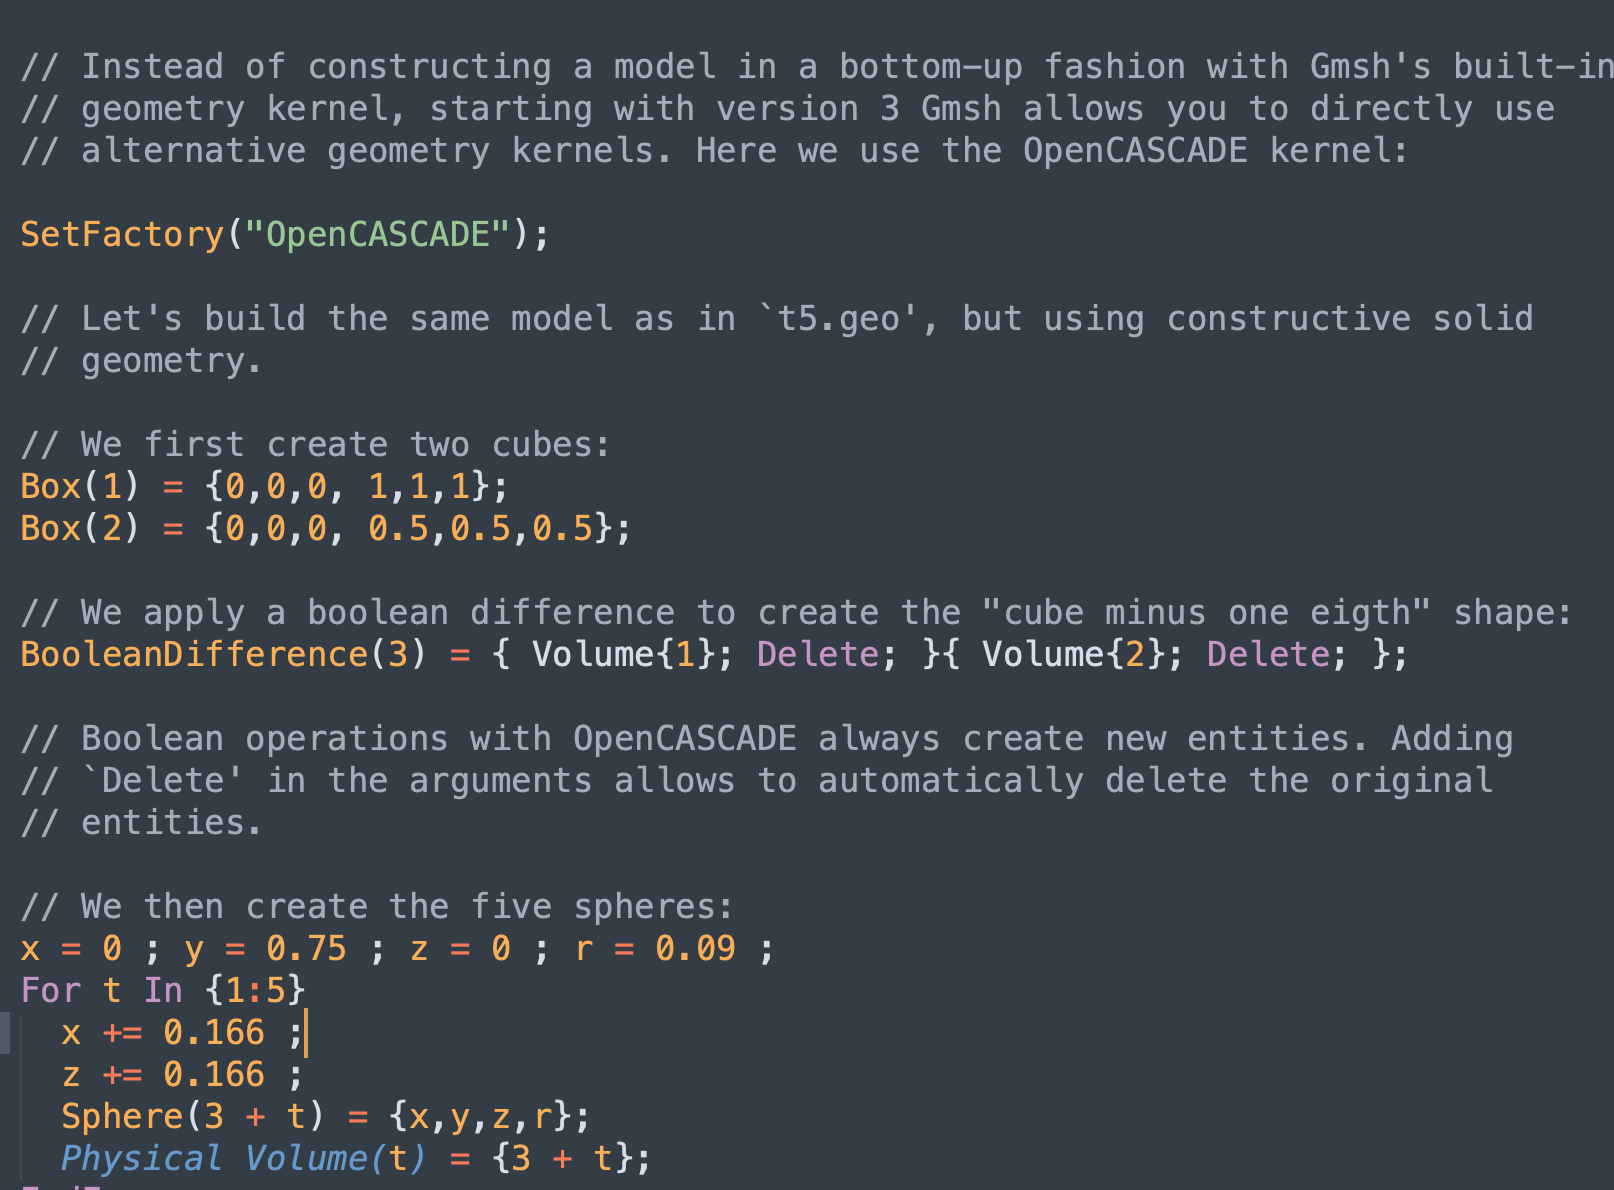 // Instead of constructing a model in a bottom-up fashion with Gmsh's built-in
// geometry kernel, starting with version 3 Gmsh allows you to directly use
// alternative geometry kernels. Here we use the OpenCASCADE kernel:
SetFactory("OpenCASCADE");
// Let's build the same model as in `t5.geo', but using constructive solid
// geometry.
// We first create two cubes:
Box(1) = {0,0,0, 1,1,1};
Box(2) = {0,0,0, 0.5,0.5,0.5};
// We apply a boolean difference to create the "cube minus one eigth" shape:
BooleanDifference(3) = { Volume{1}; Delete; }{ Volume{2}; Delete; };
// Boolean operations with OpenCASCADE always create new entities. Adding
// `Delete' in the arguments allows to automatically delete the original
// entities.
// We then create the five spheres:
x = 0 ; y = 0.75 ; z = 0 ; r = 0.09 ;
For t In {1:5}
  x += 0.166 ;
  z += 0.166 ;
  Sphere(3 + t) = {x,y,z,r};
  Physical Volume(t) = {3 + t};